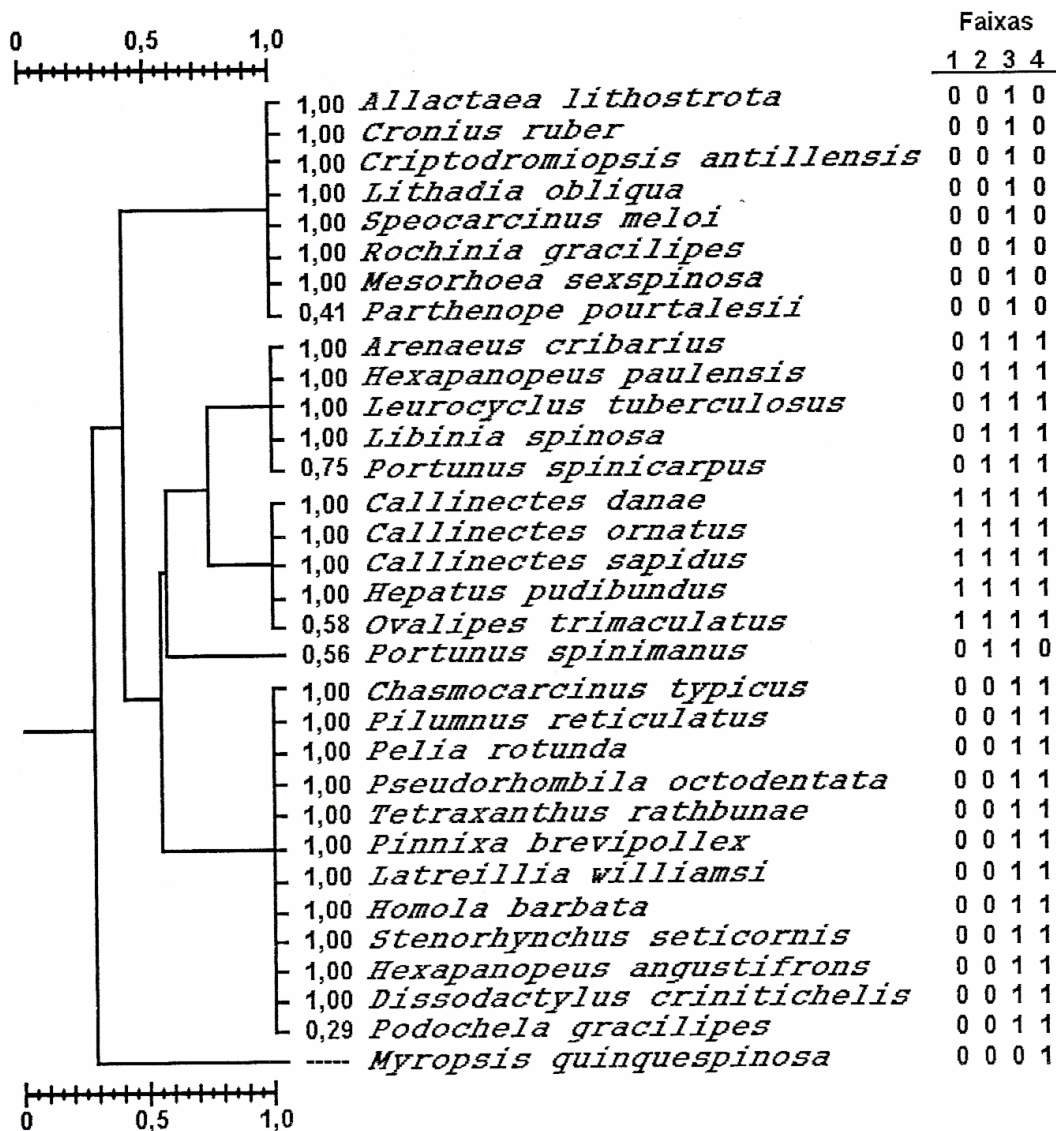 Faixas
0 0,5 1,0
1 2 3 4
1,00 Allactaea lithostrota 0 0 1 0
1,00 Cronius ruber 0 0 1 0
1,00 Criptodromiopsis antillensis 0 0 1 0
1,00 Lithadia obliqua 0 0 1 0
1,00 Speocarcinus meloi 0 0 1 0
1,00 Rochinia gracilipes 0 0 1 0
1,00 Mesorhoea sexspinosa 0 0 1 0
0,41 Parthenope pourtalesii 0 0 1 0
1,00 Arenaeus cribarius 0 1 1 1
1,00 Hexapanopeus paulensis 0 1 1 1
1,00 Leurocyclus tuberculosus 0 1 1 1
1,00 Libinia spinosa 0 1 1 1
0,75 Portunus spinicarpus 0 1 1 1
1,00 Callinectes danae 1 1 1 1
1,00 Callinectes ornatus 1 1 1 1
1,00 Callinectes sapidus 1 1 1 1
1,00 Hepatus pudibundus 1 1 1 1
0,58 Ovalipes trimaculatus 1 1 1 1
0,56 Portunus spinimanus 0 1 1 0
1,00 Chasmocarcinus typicus 0 0 1 1
1,00 Pilumnus reticulatus 0 0 1 1
1,00 Pelia rotunda 0 0 1 1
1,00 Pseudorhombila octodentata 0 0 1 1
1,00 Tetraxanthus rathbunae 0 0 1 1
1,00 Pinnixa brevipollex 0 0 1 1
1,00 Latreillia williamsi 0 0 1 1
1,00 Homola barbata 0 0 1 1
1,00 Stenorhynchus seticornis 0 0 1 1
1,00 Hexapanopeus angustifrons 0 0 1 1
1,00 Dissodactylus crinitichelis 0 0 1 1
0,29 Podochela gracilipes 0 0 1 1
----- Myropsis quinquespinosa 0 0 0 1
0 0,5 1,0